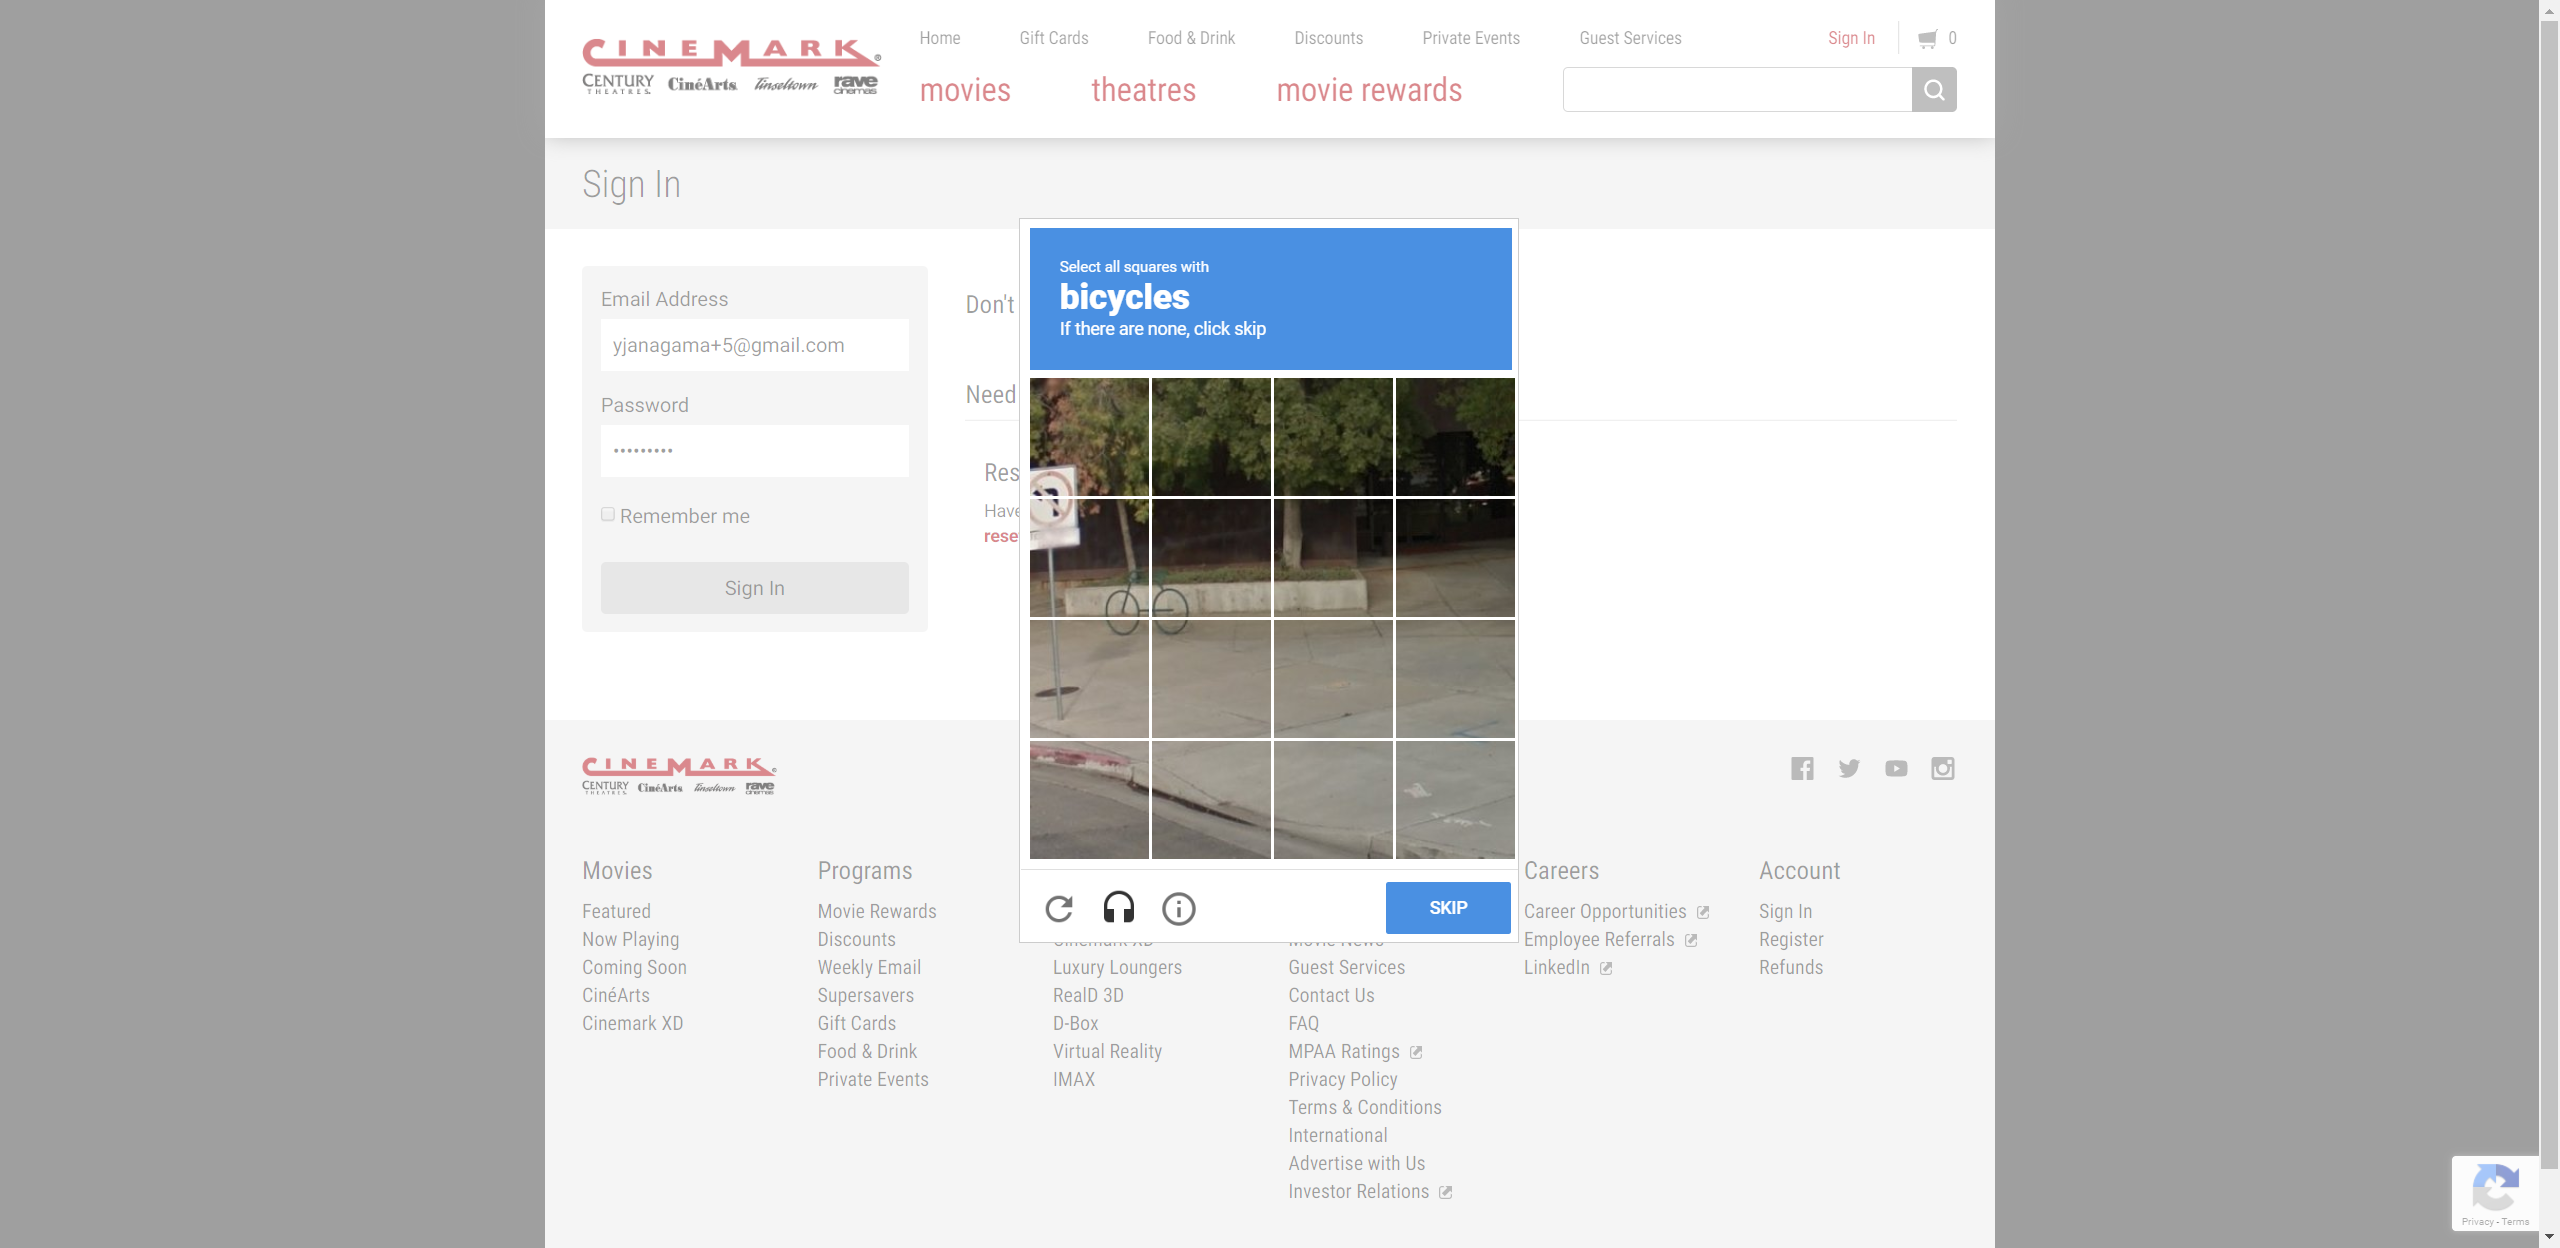 CINEMARK®
CENTURY THEATRES. CinéArts Tinseltown rave cinemas
Home Gift Cards Food & Drink Discounts Private Events Guest Services Sign In 0
movies theatres movie rewards
Sign In
Email Address
yjanagama+5@gmail.com
Password
Remember me
Sign In
Don't
Need
Res
Have
rese
Select all squares with
bicycles
If there are none, click skip
SKIP
CINEMARK®
CENTURY THEATRES. CinéArts Tinseltown rave cinemas
Movies
Featured
Now Playing
Coming Soon
CinéArts
Cinemark XD
Programs
Movie Rewards
Discounts
Weekly Email
Supersavers
Gift Cards
Food & Drink
Private Events
Cinemark XD
Luxury Loungers
RealD 3D
D-Box
Virtual Reality
IMAX
Movie News
Guest Services
Contact Us
FAQ
MPAA Ratings
Privacy Policy
Terms & Conditions
International
Advertise with Us
Investor Relations
Careers
Career Opportunities
Employee Referrals
LinkedIn
Account
Sign In
Register
Refunds
Privacy - Terms